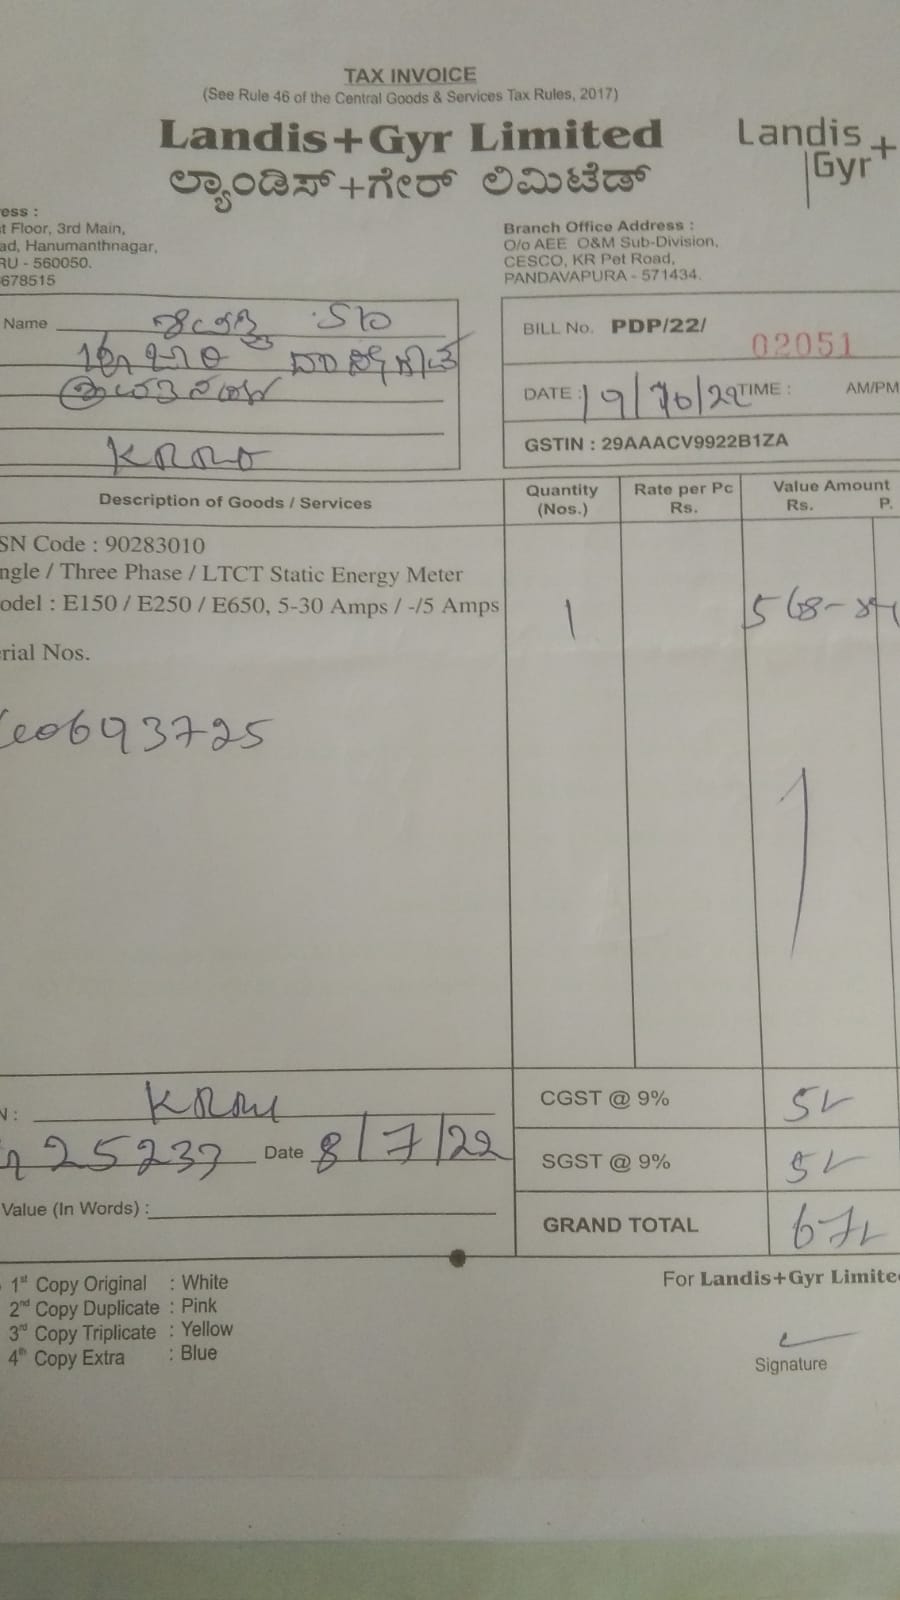 TAX INVOICE
(See Rule 46 of the Central Goods & Services Tax Rules, 2017)
Landis+Gyr Limited
ಲ್ಯಾಂಡಿಸ್+ಗೇರ್ ಲಿಮಿಟೆಡ್
Landis
Gyr+
ess :
t Floor, 3rd Main,
ad, Hanumanthnagar,
RU - 560050.
678515
Branch Office Address :
O/o AEE O&M Sub-Division,
CESCO, KR Pet Road,
PANDAVAPURA - 571434.
Name S/o
BILL No. PDP/22/ 02051
DATE : 19/10/22 TIME : AM/PM
GSTIN : 29AAACV9922B1ZA
Description of Goods / Services
Quantity (Nos.)
Rate per Pc Rs.
Value Amount Rs. P.
SN Code : 90283010
ngle / Three Phase / LTCT Static Energy Meter
odel : E150 / E250 / E650, 5-30 Amps / -/5 Amps
1
erial Nos.
0693725
N :
25233 Date 8/7/22
Value (In Words) :
CGST @ 9%
SGST @ 9%
GRAND TOTAL
1st Copy Original : White
2nd Copy Duplicate : Pink
3rd Copy Triplicate : Yellow
4th Copy Extra : Blue
For Landis+Gyr Limite
Signature